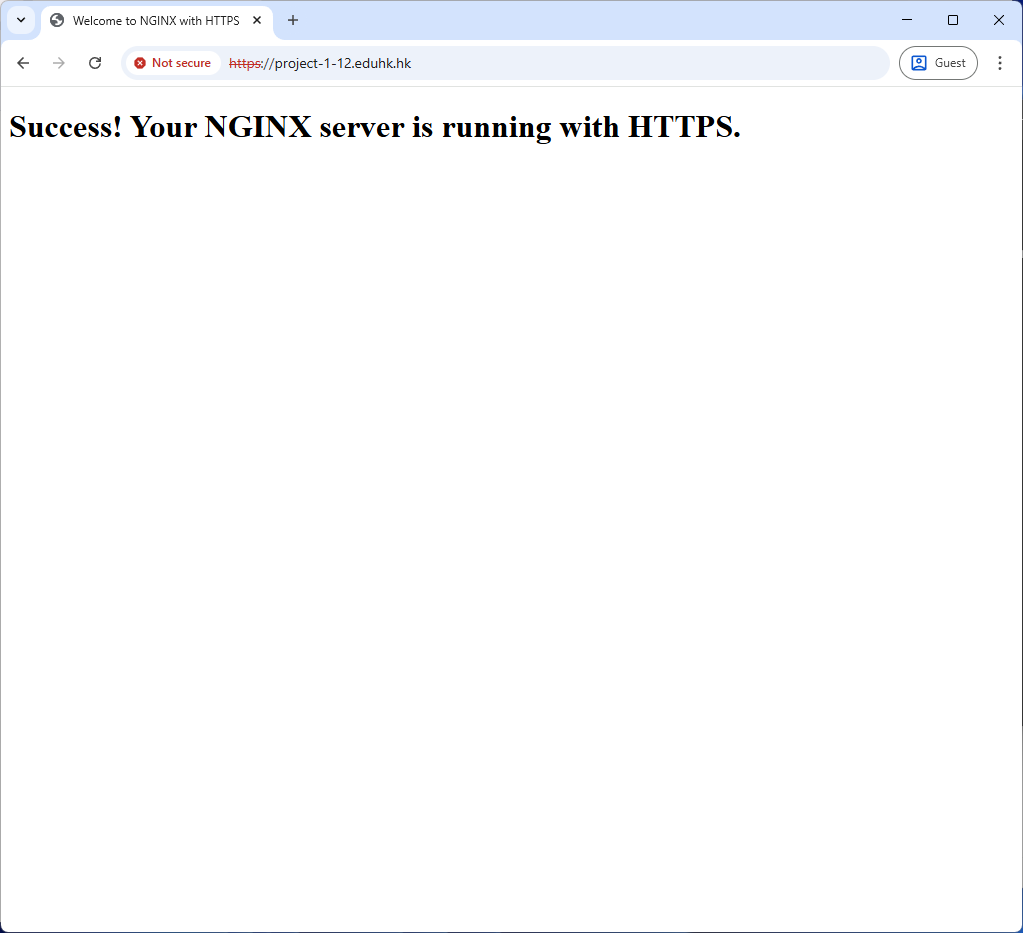 Welcome to NGINX with HTTPS
Not secure https://project-1-12.eduhk.hk Guest
Success! Your NGINX server is running with HTTPS.